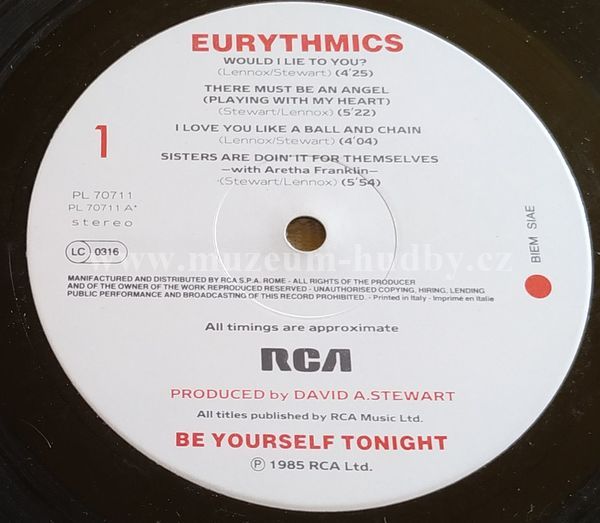 EURYTHMICS
WOULD I LIE TO YOU?
(Lennox/Stewart) (4'25)
THERE MUST BE AN ANGEL
(PLAYING WITH MY HEART)
(Stewart/Lennox) (5'22)
I LOVE YOU LIKE A BALL AND CHAIN
(Lennox/Stewart) (4'04)
SISTERS ARE DOIN' IT FOR THEMSELVES
—with Aretha Franklin—
(Stewart/Lennox) (5'54)
1
PL 70711
PL 70711 A*
stereo
LC 0316
BIEM SIAE
www.muzeum-hudby.cz
MANUFACTURED AND DISTRIBUTED BY RCA S.P.A. ROME - ALL RIGHTS OF THE PRODUCER
AND OF THE OWNER OF THE WORK REPRODUCED RESERVED - UNAUTHORISED COPYING, HIRING, LENDING
PUBLIC PERFORMANCE AND BROADCASTING OF THIS RECORD PROHIBITED. - Printed in Italy - Imprimé en Italie
All timings are approximate
RCA
PRODUCED by DAVID A.STEWART
All titles published by RCA Music Ltd.
BE YOURSELF TONIGHT
Ⓟ 1985 RCA Ltd.